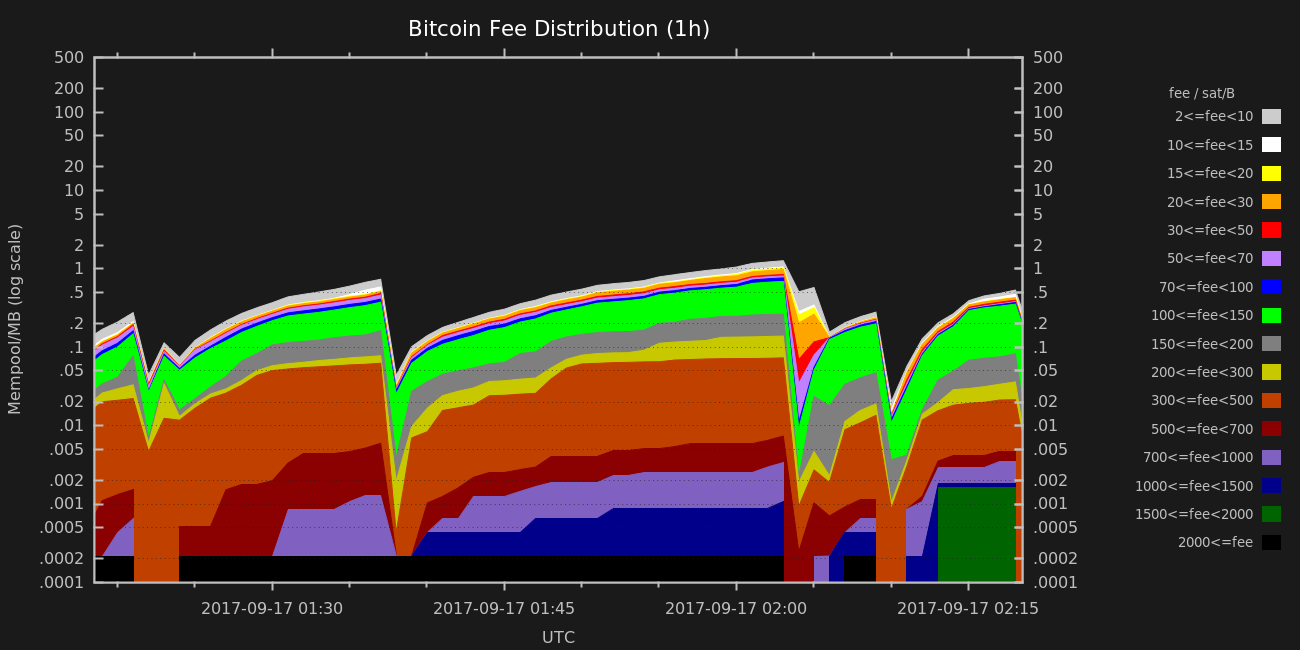 Bitcoin Fee Distribution (1h)
Mempool/MB (log scale)
500
200
100
50
20
10
5
2
1
.5
.2
.1
.05
.02
.01
.005
.002
.001
.0005
.0002
.0001
500
200
100
50
20
10
5
2
1
.5
.2
.1
.05
.02
.01
.005
.002
.001
.0005
.0002
.0001
2017-09-17 01:30 2017-09-17 01:45 2017-09-17 02:00 2017-09-17 02:15
UTC
fee / sat/B
2<=fee<10
10<=fee<15
15<=fee<20
20<=fee<30
30<=fee<50
50<=fee<70
70<=fee<100
100<=fee<150
150<=fee<200
200<=fee<300
300<=fee<500
500<=fee<700
700<=fee<1000
1000<=fee<1500
1500<=fee<2000
2000<=fee